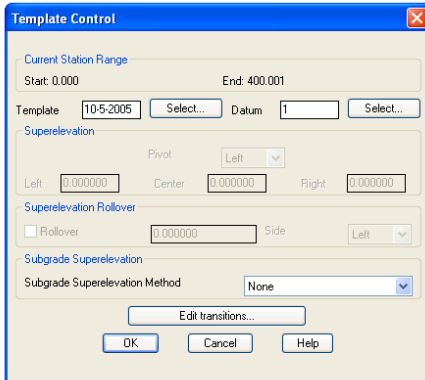 Template Control
Current Station Range
Start: 0.000 End: 400.001
Template 10-5-2005 Select... Datum 1 Select...
Superelevation
Pivot Left
Left 0.000000 Center 0.000000 Right 0.000000
Superelevation Rollover
Rollover 0.000000 Side Left
Subgrade Superelevation
Subgrade Superelevation Method None
Edit transitions...
OK Cancel Help